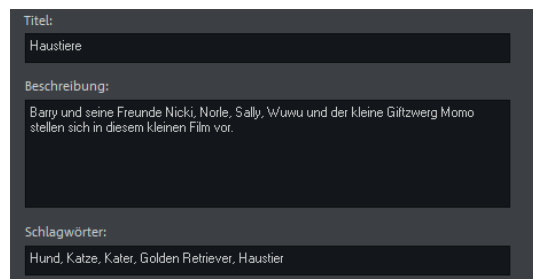 Titel:
Haustiere
Beschreibung:
Barry und seine Freunde Nicki, Norle, Sally, Wuwu und der kleine Giftzwerg Momo
stellen sich in diesem kleinen Film vor.
Schlagwörter:
Hund, Katze, Kater, Golden Retriever, Haustier